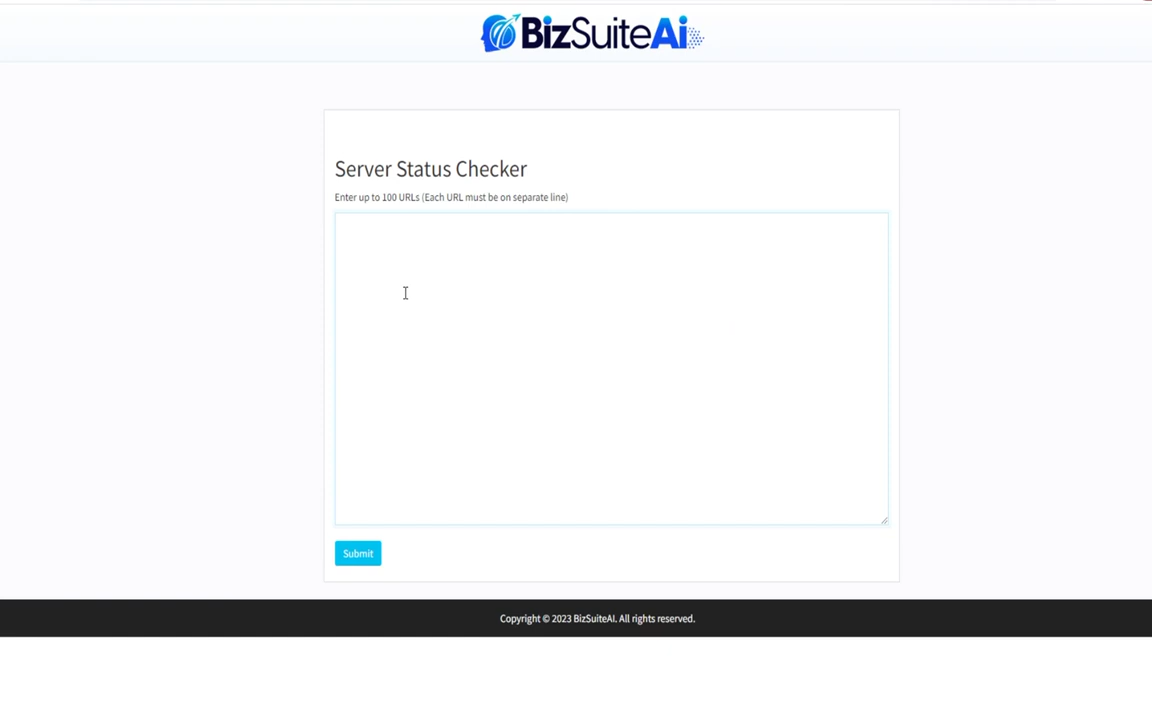 BizSuiteAi
Server Status Checker
Enter up to 100 URLs (Each URL must be on separate line)
Submit
Copyright © 2023 BizSuiteAI. All rights reserved.